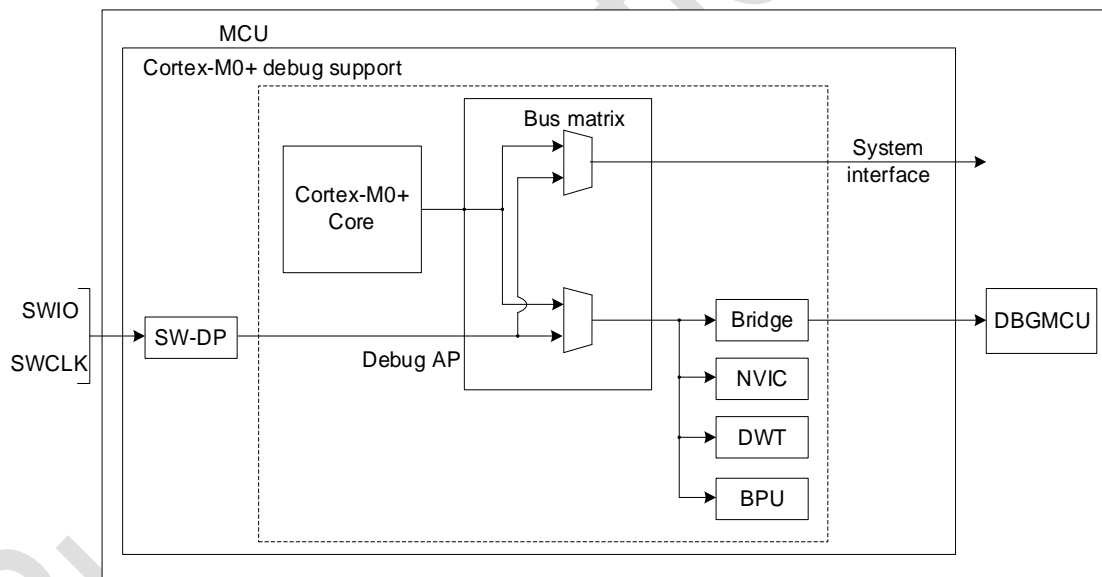 MCU
Cortex-M0+ debug support
Bus matrix
System
interface
Cortex-M0+
Core
SWIO
SWCLK
SW-DP
Debug AP
Bridge
DBGMCU
NVIC
DWT
BPU